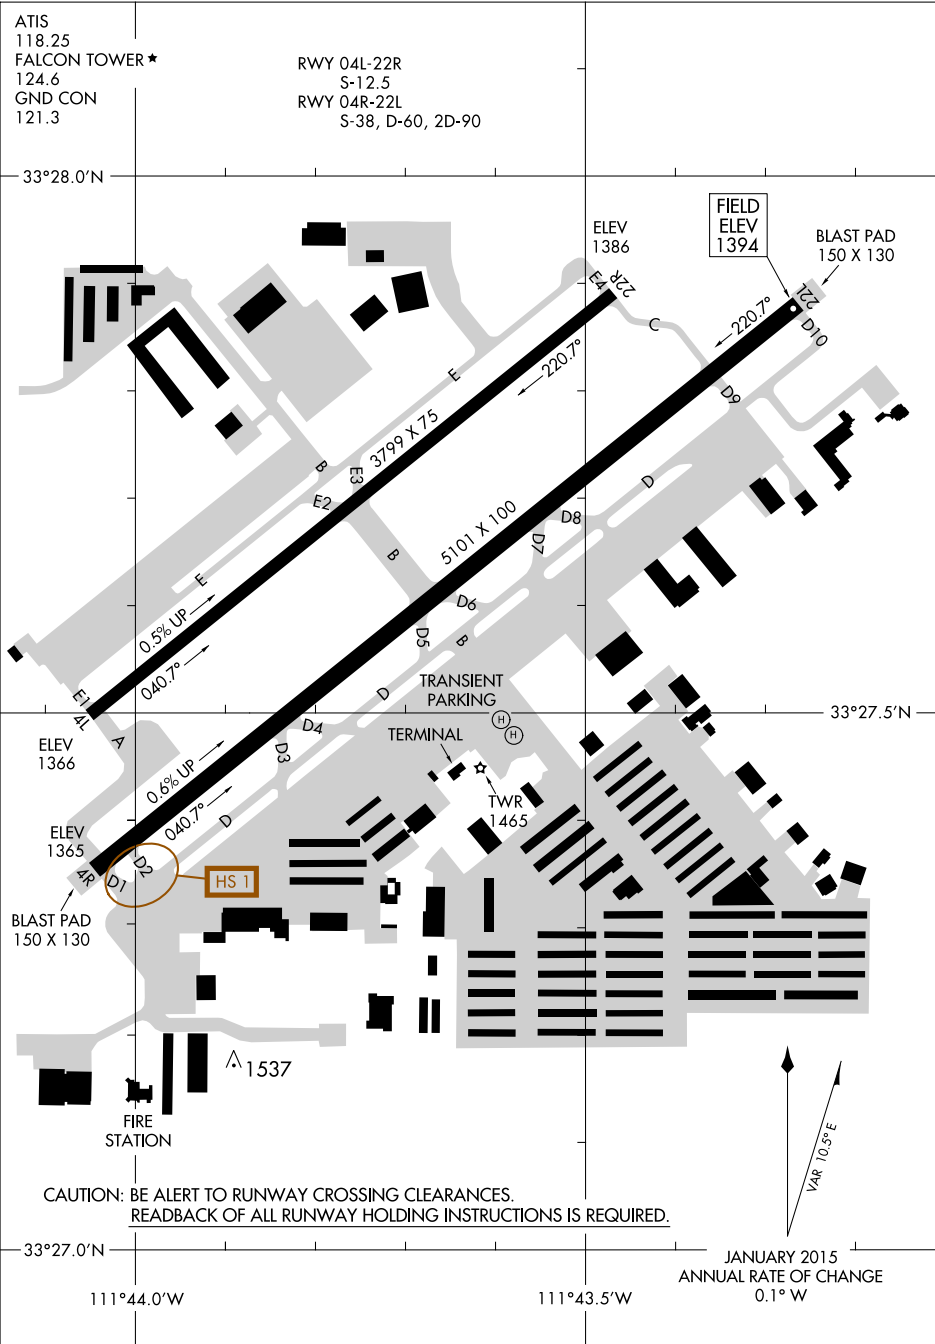 ATIS
118.25
FALCON TOWER★
124.6
GND CON
121.3
RWY 04L-22R
S-12.5
RWY 04R-22L
S-38, D-60, 2D-90
33°28.0'N
FIELD
ELEV
1394
ELEV
1386
BLAST PAD
150 X 130
E4
22R
22L
D10
C
220.7°
220.7°
D9
E
3799 X 75
B
E3
E2
D
5101 X 100
D8
D7
B
E
D6
0.5% UP
040.7°
D5
B
TRANSIENT
PARKING
E1
4L
D
H
H
33°27.5'N
A
D4
TERMINAL
D3
ELEV
1366
0.6% UP
040.7°
TWR
1465
D
ELEV
1365
D2
4R
D1
HS 1
BLAST PAD
150 X 130
1537
FIRE
STATION
VAR 10.5° E
CAUTION: BE ALERT TO RUNWAY CROSSING CLEARANCES.
READBACK OF ALL RUNWAY HOLDING INSTRUCTIONS IS REQUIRED.
33°27.0'N
JANUARY 2015
ANNUAL RATE OF CHANGE
0.1° W
111°44.0'W
111°43.5'W